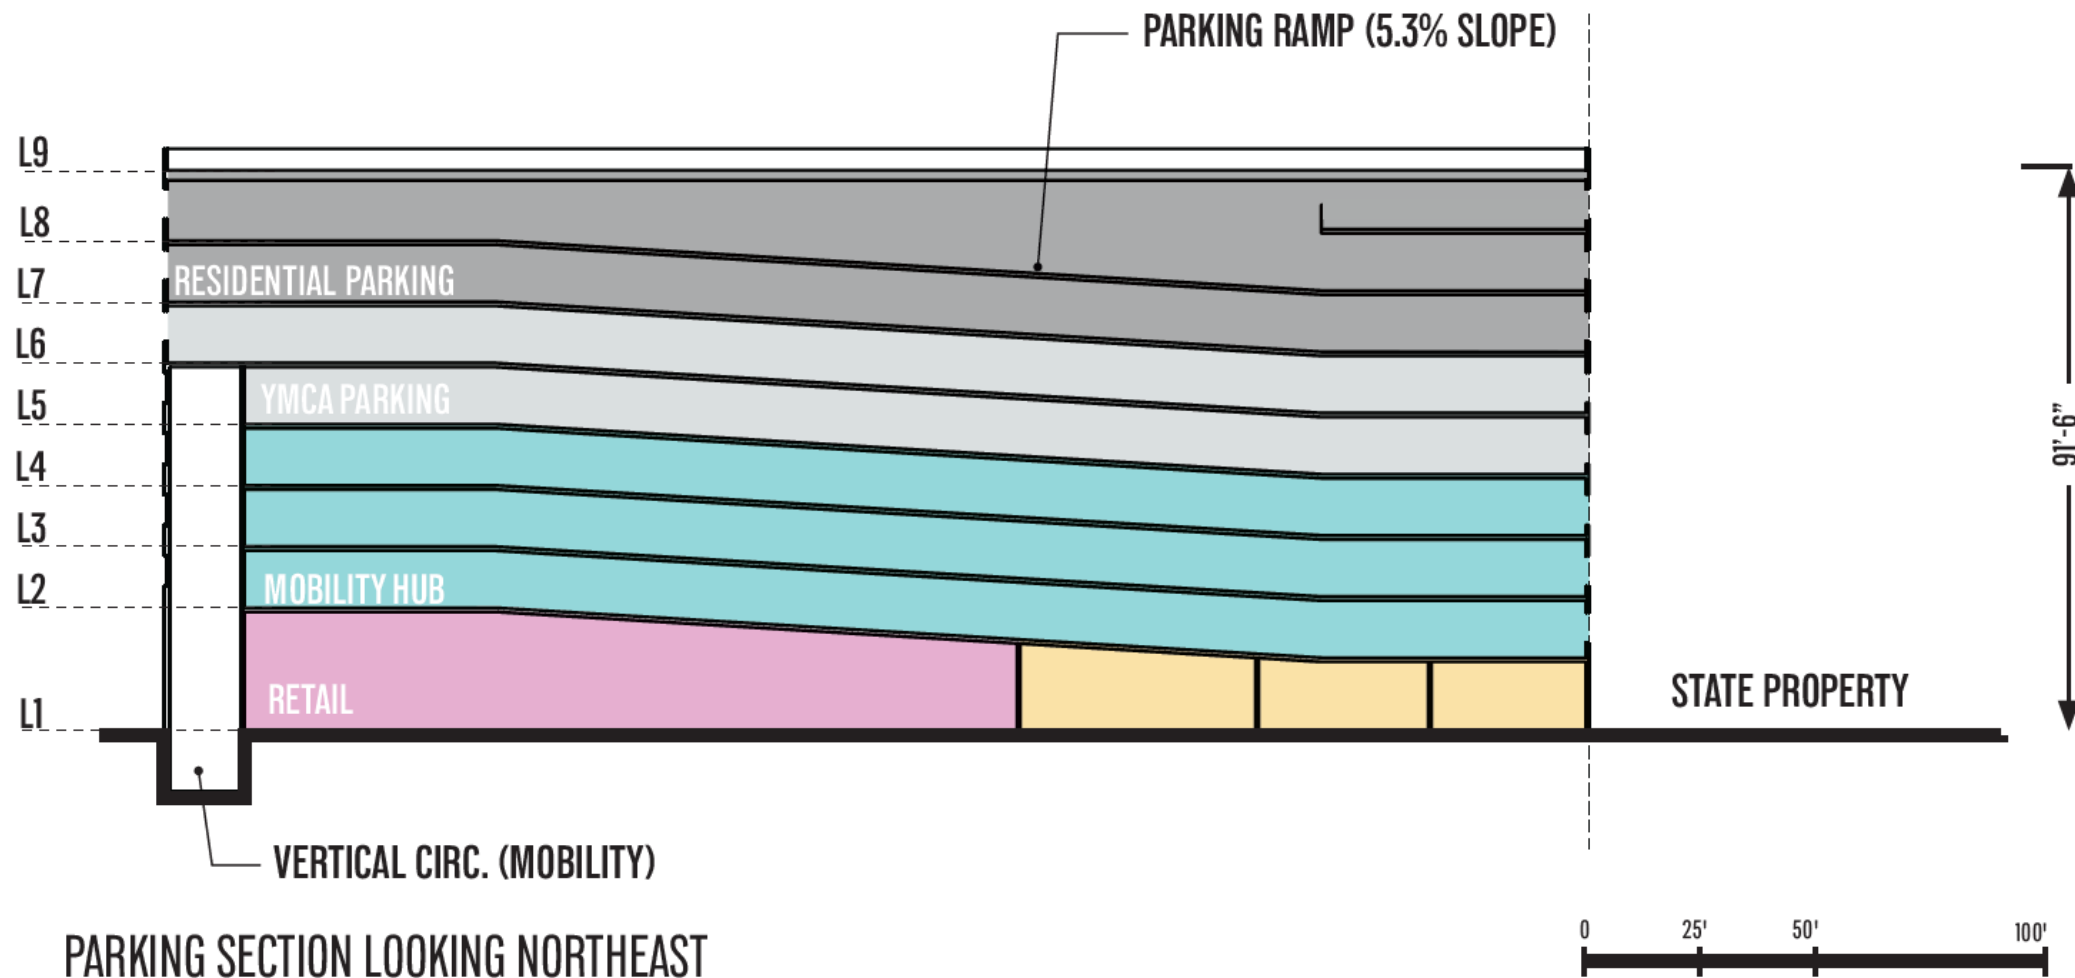 PARKING RAMP (5.3% SLOPE)
L9
L8
L7
RESIDENTIAL PARKING
L6
L5
YMCA PARKING
91'-6"
L4
L3
L2
MOBILITY HUB
L1
RETAIL
STATE PROPERTY
VERTICAL CIRC. (MOBILITY)
PARKING SECTION LOOKING NORTHEAST
0 25' 50' 100'